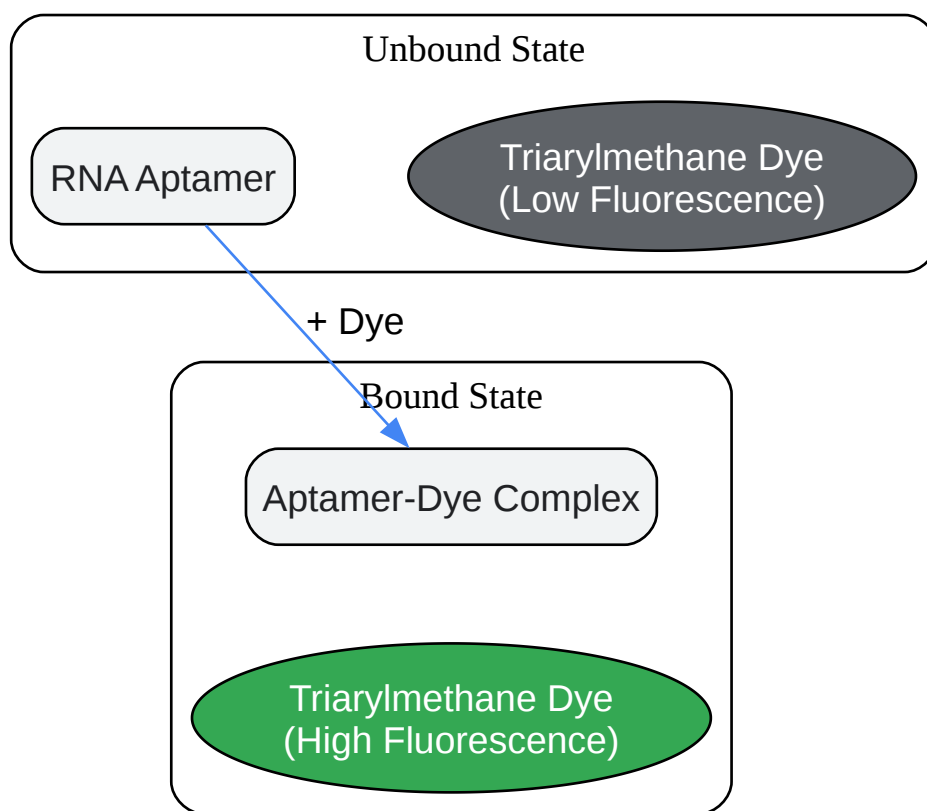 Unbound State
RNA Aptamer
Triarylmethane Dye
(Low Fluorescence)
+ Dye
Bound State
Aptamer-Dye Complex
Triarylmethane Dye
(High Fluorescence)